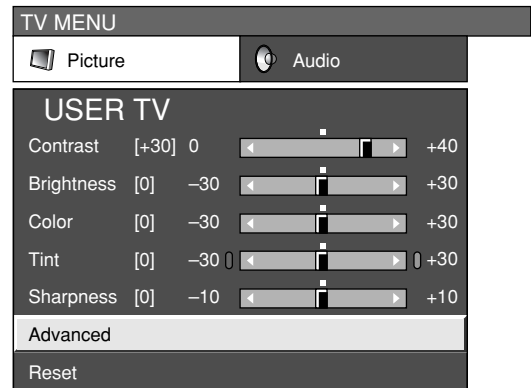 TV MENU
Picture Audio
USER TV
Contrast [+30] 0 +40
Brightness [0] –30 +30
Color [0] –30 +30
Tint [0] –30 +30
Sharpness [0] –10 +10
Advanced
Reset